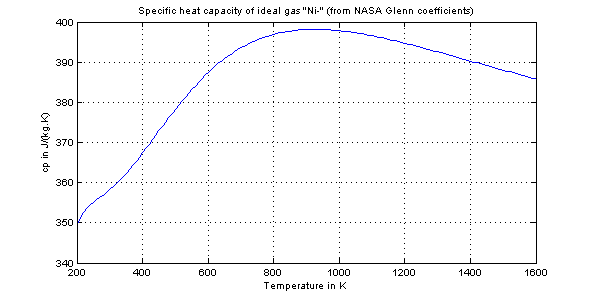 Specific heat capacity of ideal gas "Ni-" (from NASA Glenn coefficients)
400
390
380
370
360
350
340
cp in J/(kg.K)
200 400 600 800 1000 1200 1400 1600
Temperature in K